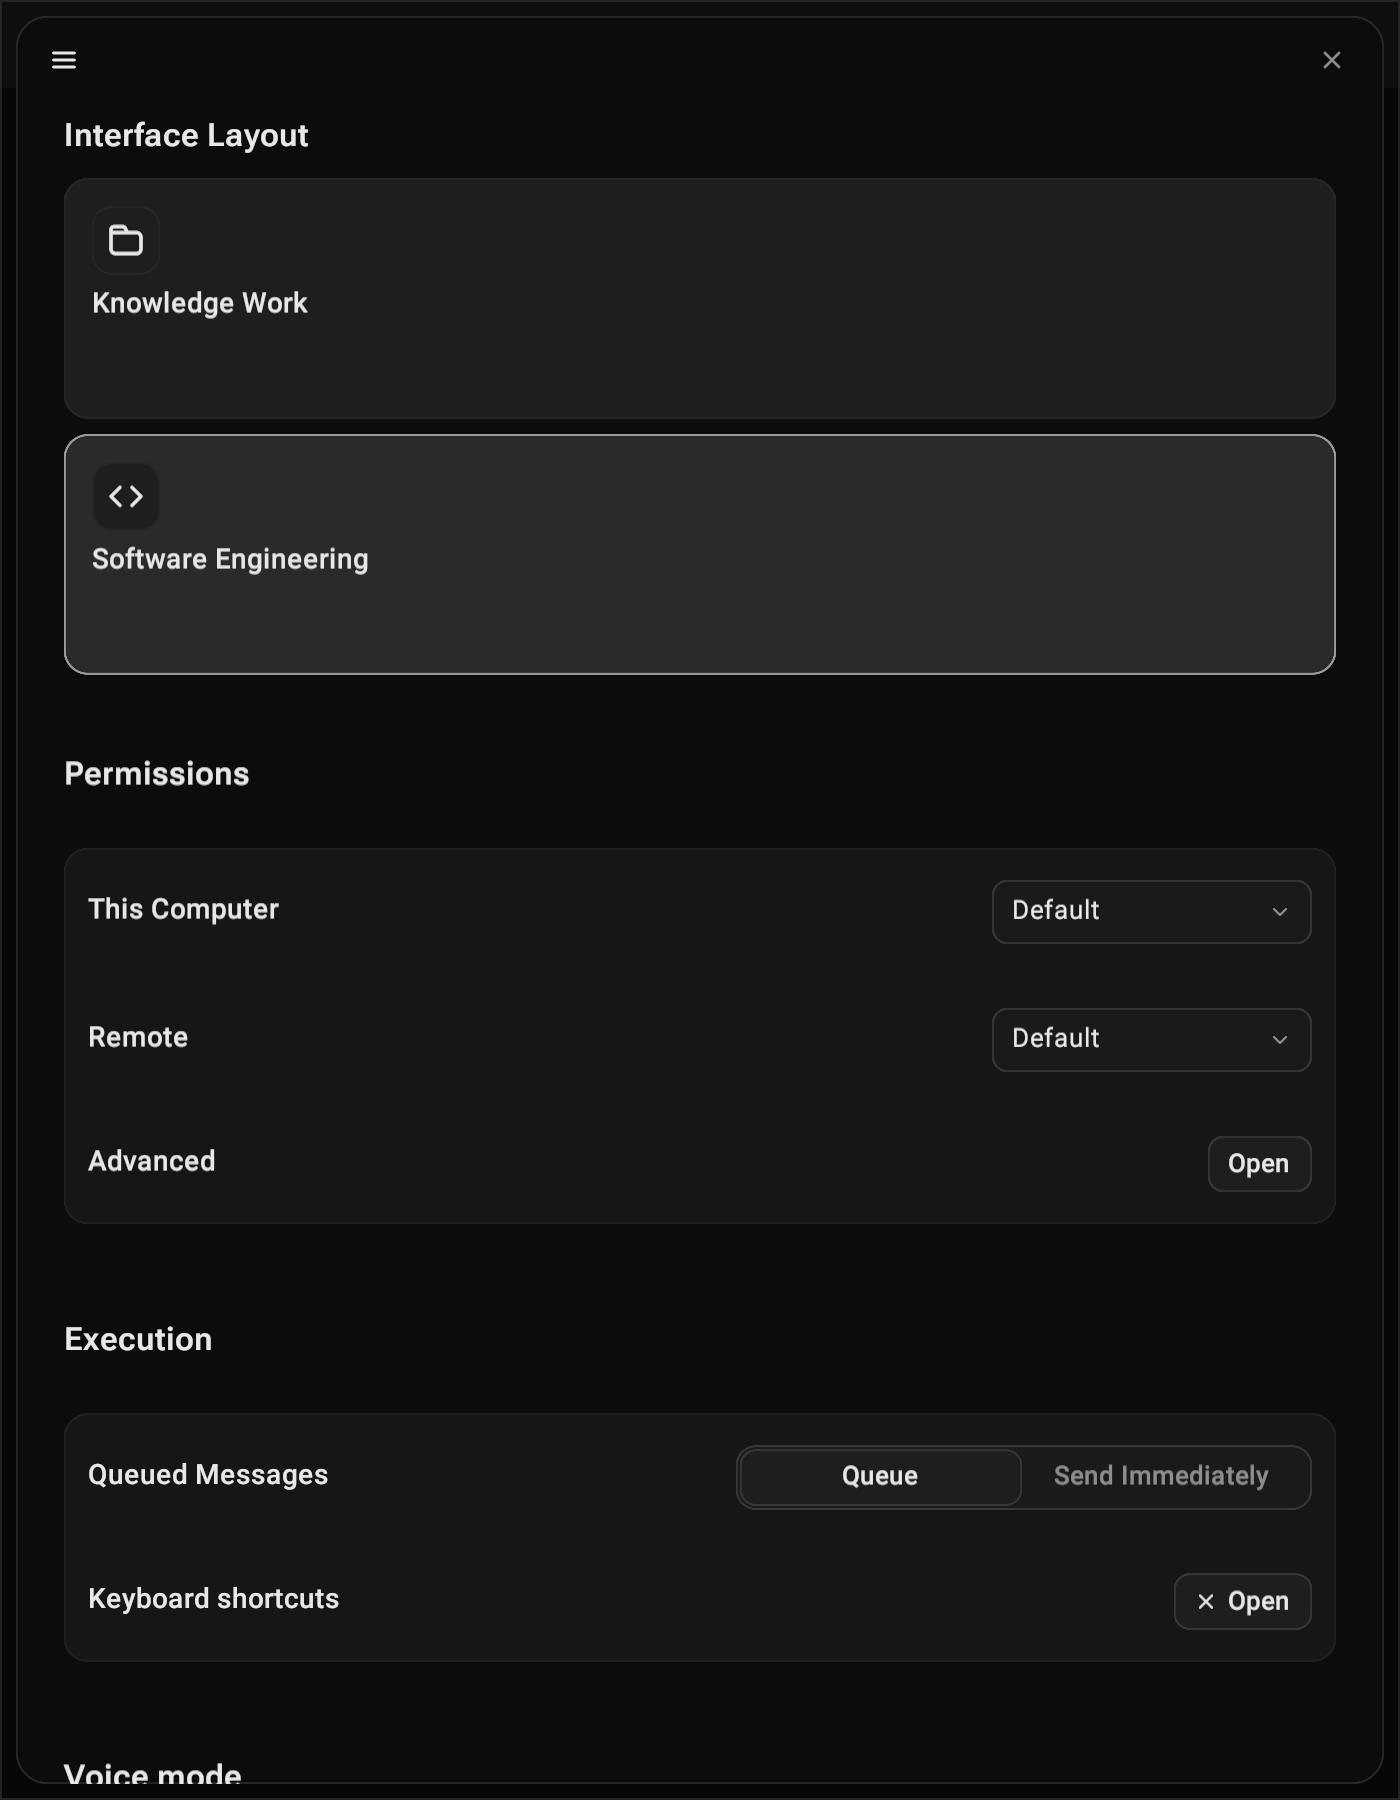 Interface Layout
Knowledge Work
Software Engineering
Permissions
This Computer
Default
Remote
Default
Advanced
Open
Execution
Queued Messages
Queue
Send Immediately
Keyboard shortcuts
Open
Voice mode